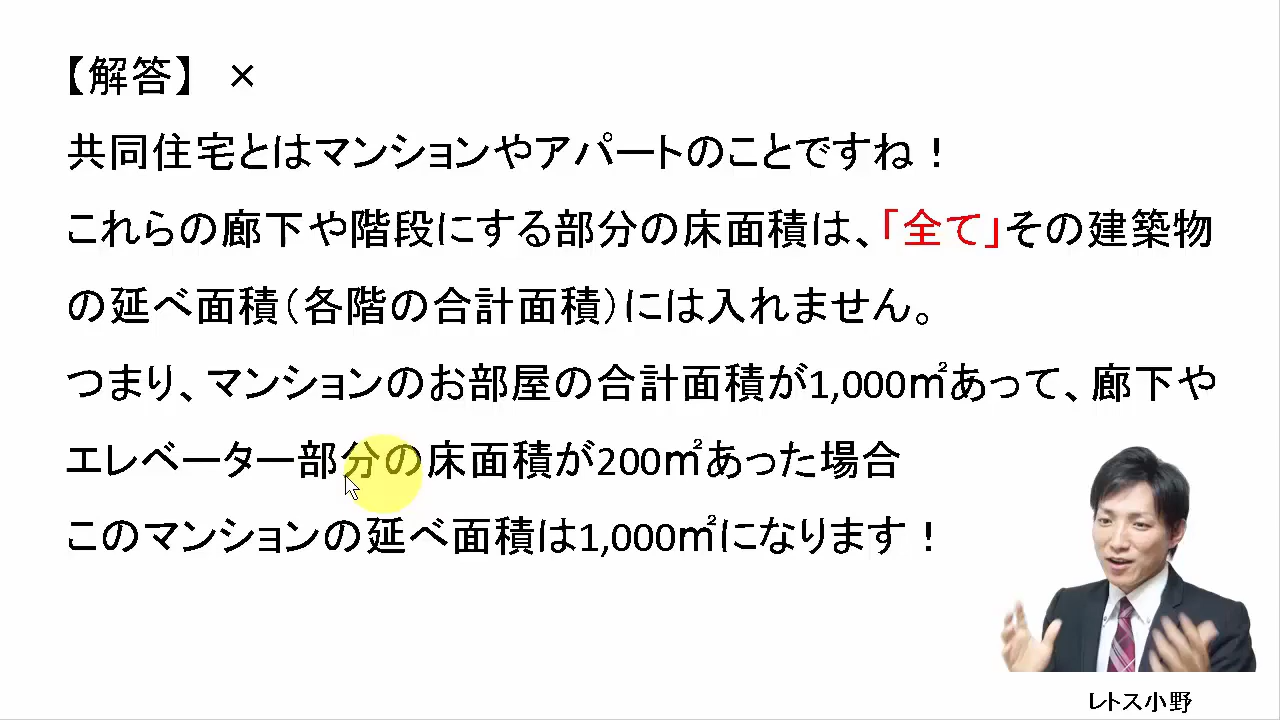 【解答】 ×
共同住宅とはマンションやアパートのことですね！
これらの廊下や階段にする部分の床面積は、「全て」その建築物
の延べ面積（各階の合計面積）には入れません。
つまり、マンションのお部屋の合計面積が1,000㎡あって、廊下や
エレベーター部分の床面積が200㎡あった場合
このマンションの延べ面積は1,000㎡になります！
レトス小野